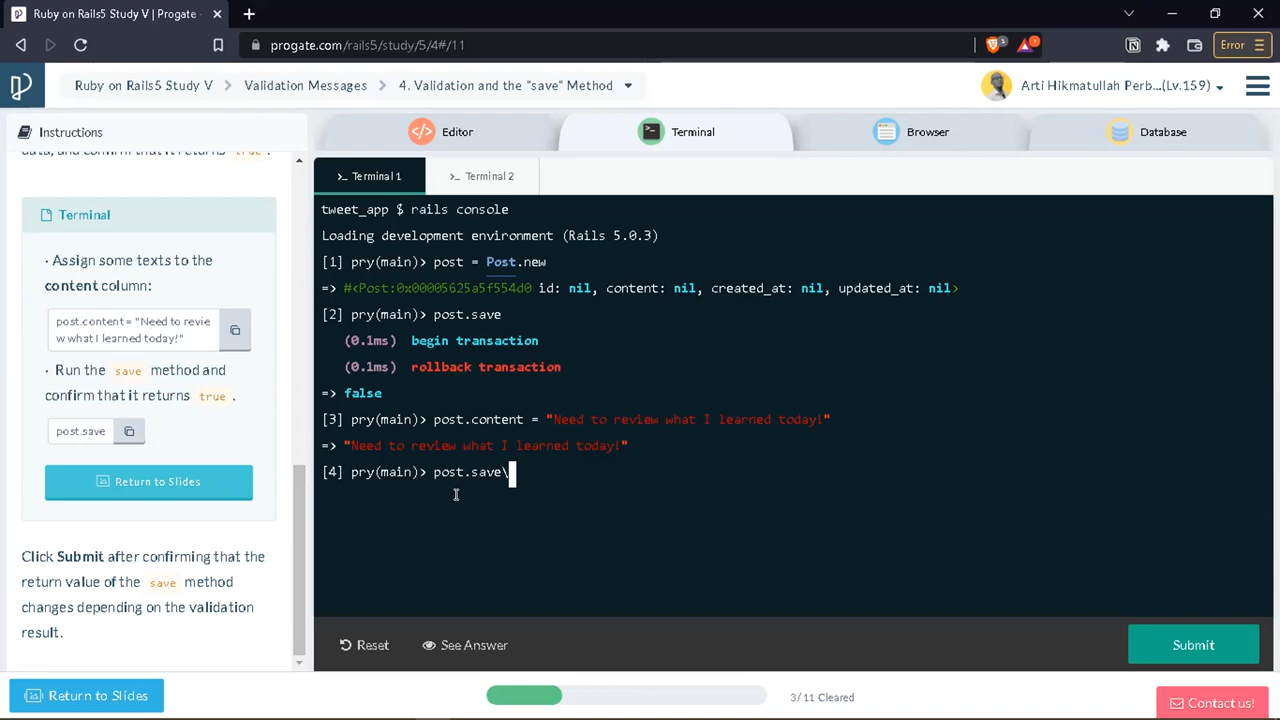 Ruby on Rails5 Study V | Progate -
progate.com/rails5/study/5/4#/11
Error
Ruby on Rails5 Study V
Validation Messages
4. Validation and the "save" Method
Arti Hikmatullah Perb...(Lv.159)
Instructions
Editor
Terminal
Browser
Database
data, and confirm that it returns true.
Terminal
· Assign some texts to the
content column:
post.content = "Need to revie
w what I learned today!"
· Run the save method and
confirm that it returns true.
post.save
Return to Slides
Click Submit after confirming that the
return value of the save method
changes depending on the validation
result.
>_ Terminal 1
>_ Terminal 2
tweet_app $ rails console
Loading development environment (Rails 5.0.3)
[1] pry(main)> post = Post.new
=> #<Post:0x00005625a5f554d0 id: nil, content: nil, created_at: nil, updated_at: nil>
[2] pry(main)> post.save
(0.1ms) begin transaction
(0.1ms) rollback transaction
=> false
[3] pry(main)> post.content = "Need to review what I learned today!"
=> "Need to review what I learned today!"
[4] pry(main)> post.save\
Reset
See Answer
Submit
Return to Slides
3/11 Cleared
Contact us!